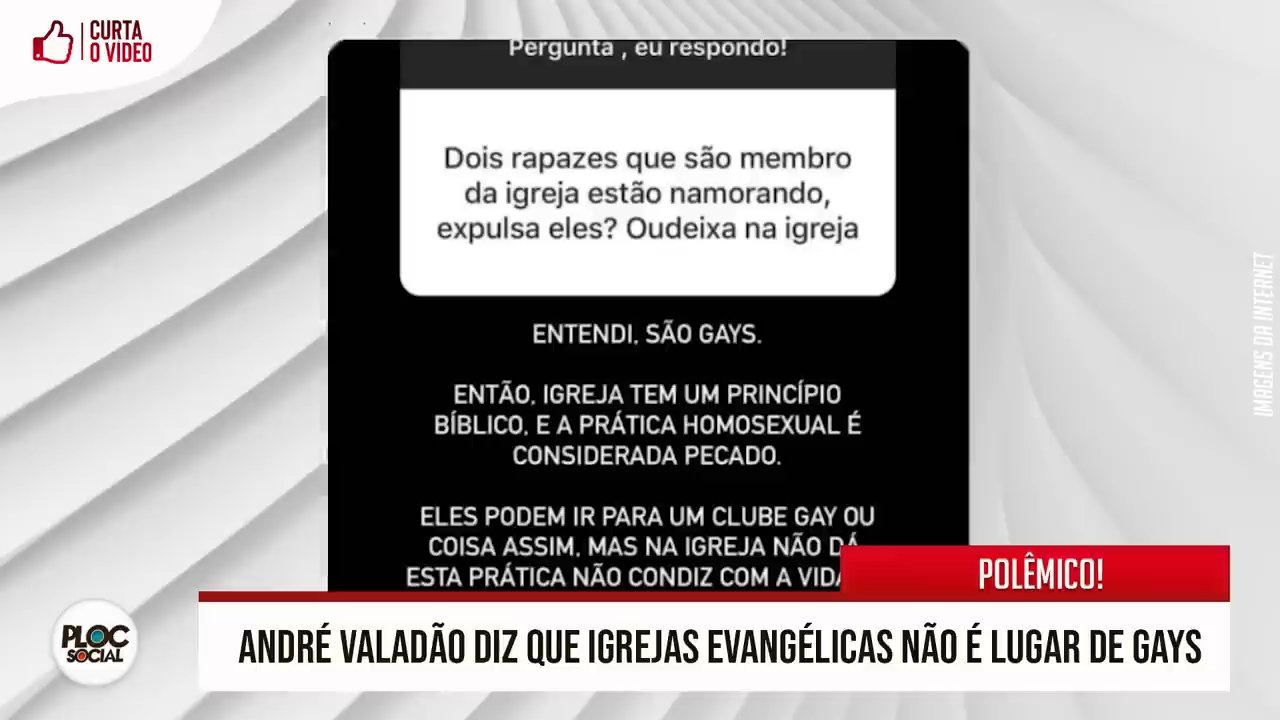 CURTA
O VIDEO
Pergunta , eu respondo!
Dois rapazes que são membro
da igreja estão namorando,
expulsa eles? Oudeixa na igreja
ENTENDI, SÃO GAYS.
ENTÃO, IGREJA TEM UM PRINCÍPIO
BÍBLICO, E A PRÁTICA HOMOSEXUAL É
CONSIDERADA PECADO.
ELES PODEM IR PARA UM CLUBE GAY OU
COISA ASSIM, MAS NA IGREJA NÃO DÁ
ESTA PRÁTICA NÃO CONDIZ COM A VIDA
IMAGENS DA INTERNET
POLÊMICO!
PLOC
SOCIAL
ANDRÉ VALADÃO DIZ QUE IGREJAS EVANGÉLICAS NÃO É LUGAR DE GAYS